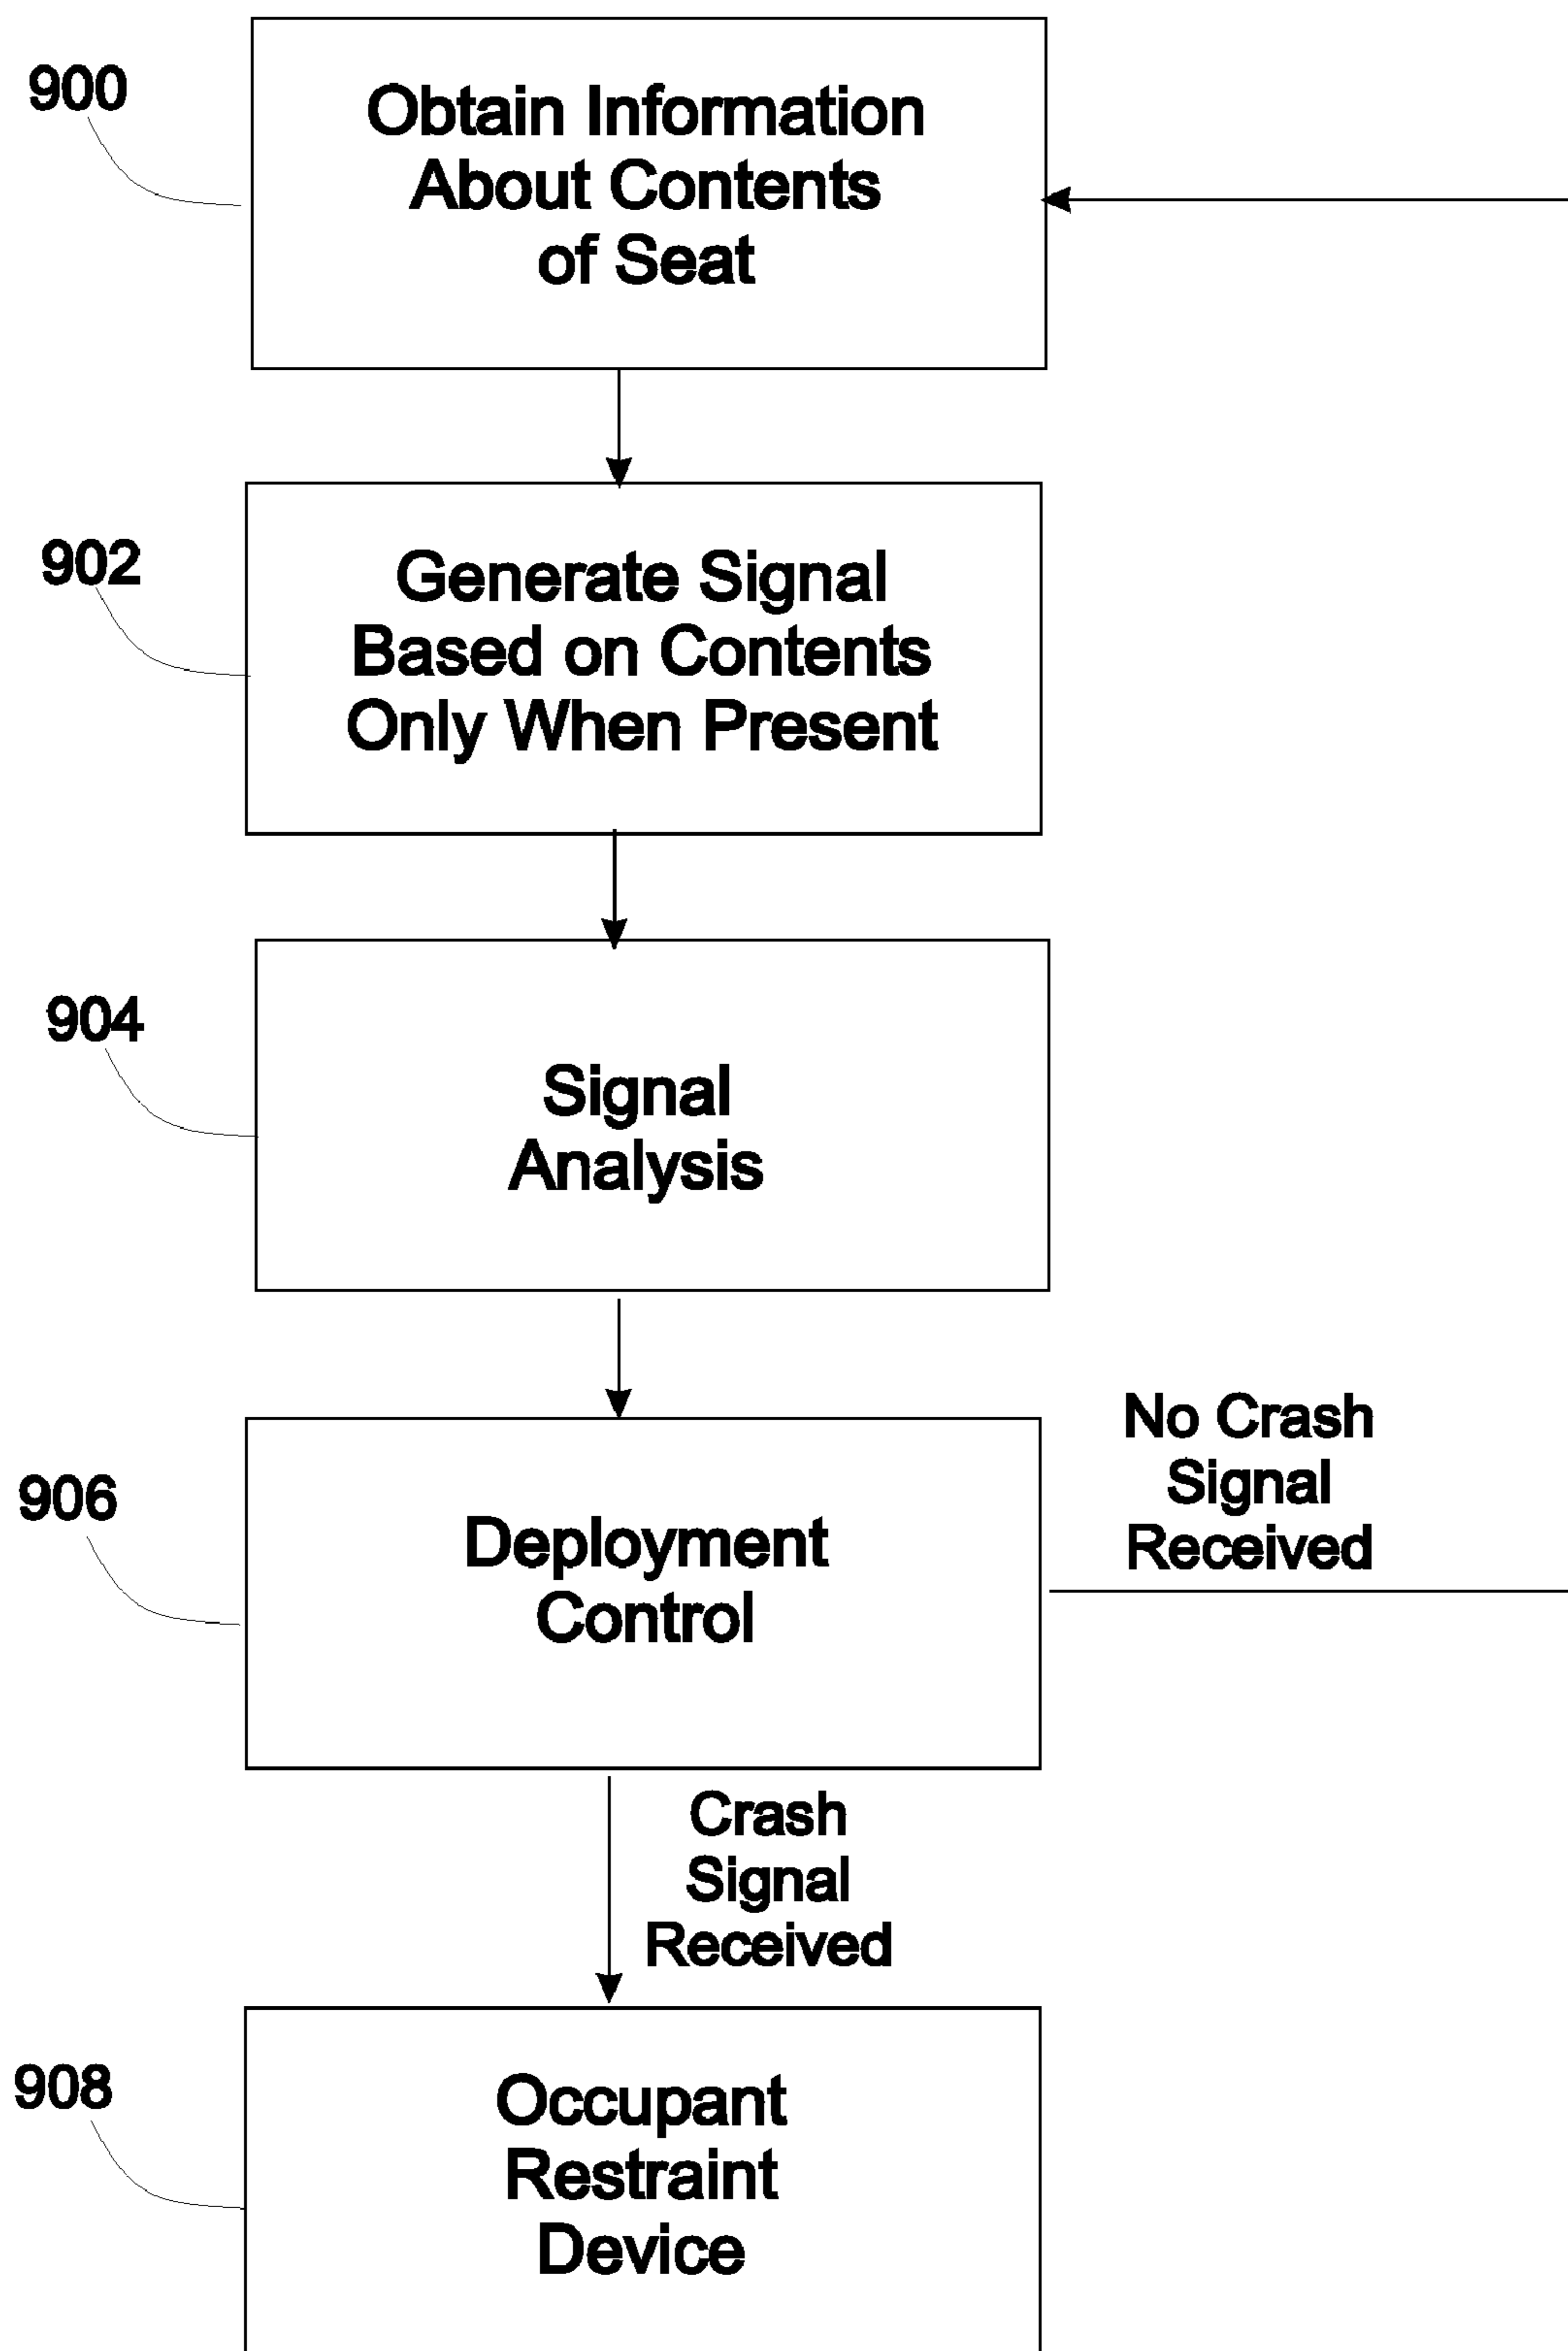 900
Obtain Information
About Contents
of Seat
902
Generate Signal
Based on Contents
Only When Present
904
Signal
Analysis
906
Deployment
Control
No Crash
Signal
Received
Crash
Signal
Received
908
Occupant
Restraint
Device